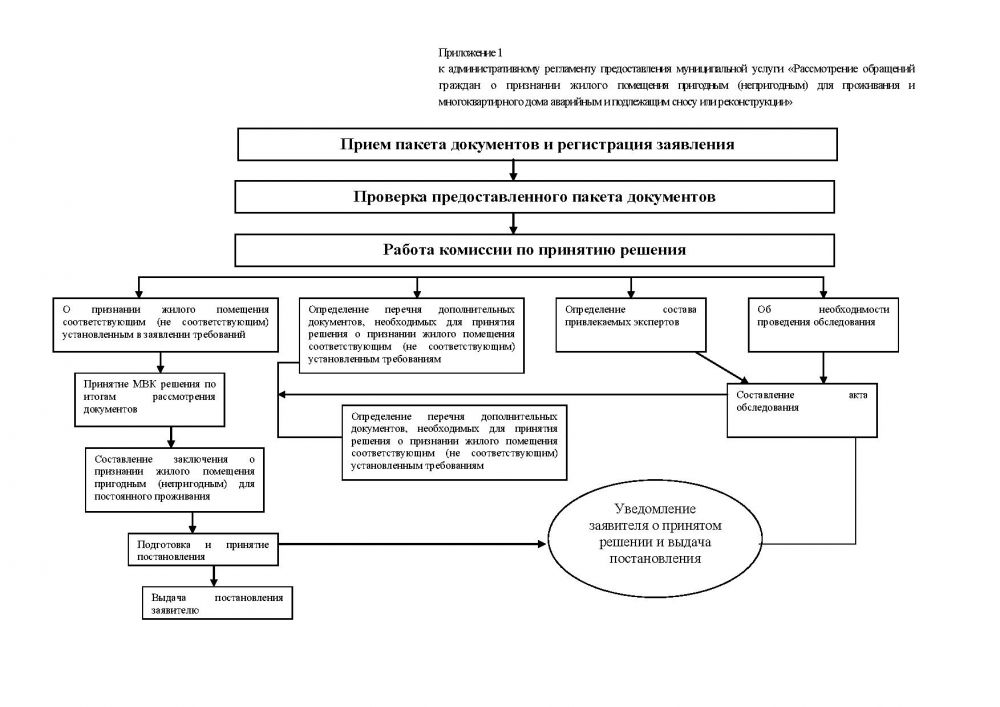 Приложение 1
к административному регламенту предоставления муниципальной услуги «Рассмотрение обращений
граждан о признании жилого помещения пригодным (непригодным) для проживания и
многоквартирного дома аварийным и подлежащим сносу или реконструкции»
Прием пакета документов и регистрация заявления
Проверка предоставленного пакета документов
Работа комиссии по принятию решения
О признании жилого помещения
соответствующим (не соответствующим)
установленным в заявлении требований
Определение перечня дополнительных
документов, необходимых для принятия
решения о признании жилого помещения
соответствующим (не соответствующим)
установленным требованиям
Определение состава
привлекаемых экспертов
Об необходимости
проведения обследования
Принятие МВК решения по
итогам рассмотрения
документов
Составление акта
обследования
Определение перечня дополнительных
документов, необходимых для принятия
решения о признании жилого помещения
соответствующим (не соответствующим)
установленным требованиям
Составление заключения о
признании жилого помещения
пригодным (непригодным) для
постоянного проживания
Уведомление
заявителя о принятом
решении и выдача
постановления
Подготовка и принятие
постановления
Выдача постановления
заявителю